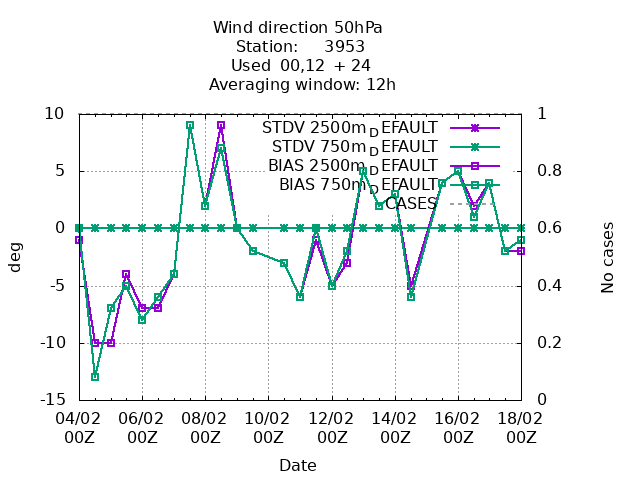 Wind direction 50hPa
Station: 3953
Used 00,12 + 24
Averaging window: 12h
STDV 2500m_DEFAULT
STDV 750m_DEFAULT
BIAS 2500m_DEFAULT
BIAS 750m_DEFAULT
CASES
10
5
0
-5
-10
-15
1
0.8
0.6
0.4
0.2
0
deg
No cases
04/02 06/02 08/02 10/02 12/02 14/02 16/02 18/02
00Z 00Z 00Z 00Z 00Z 00Z 00Z 00Z
Date